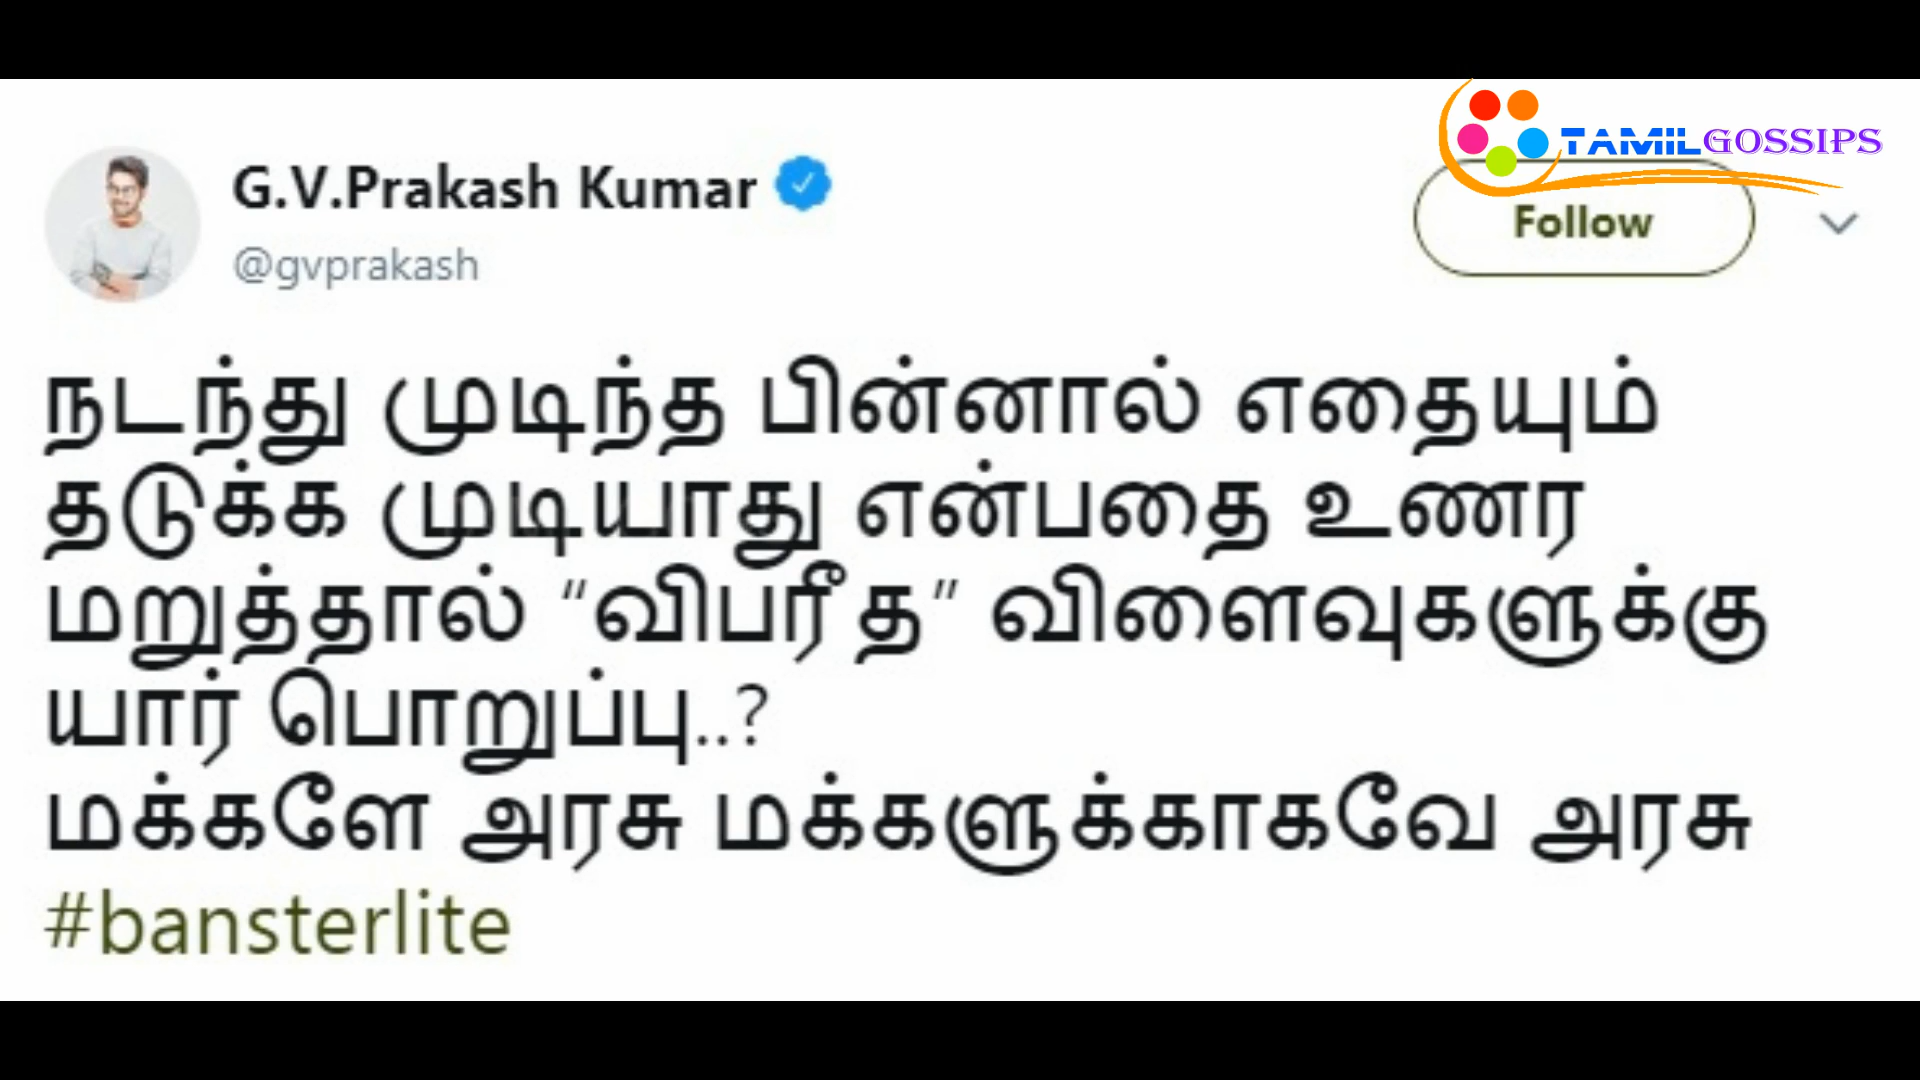 TAMILGOSSIPS
G.V.Prakash Kumar
@gvprakash
Follow
நடந்து முடிந்த பின்னால் எதையும்
தடுக்க முடியாது என்பதை உணர
மறுத்தால் “விபரீத” விளைவுகளுக்கு
யார் பொறுப்பு..?
மக்களே அரசு மக்களுக்காகவே அரசு
#bansterlite